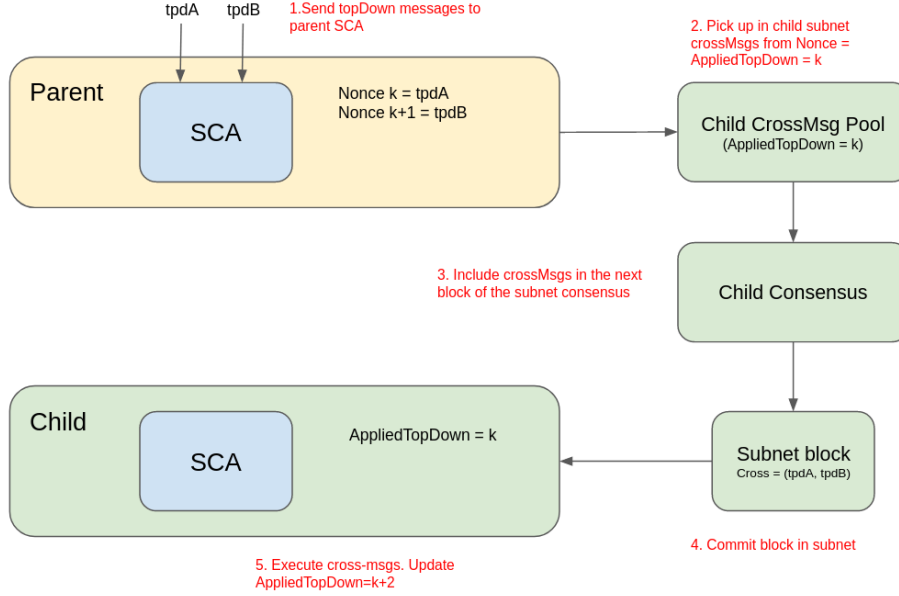 tpdA
tpdB
1.Send topDown messages to
parent SCA
2. Pick up in child subnet
crossMsgs from Nonce =
AppliedTopDown = k
Parent
SCA
Nonce k = tpdA
Nonce k+1 = tpdB
Child CrossMsg Pool
(AppliedTopDown = k)
3. Include crossMsgs in the next
block of the subnet consensus
Child Consensus
Child
SCA
AppliedTopDown = k
Subnet block
Cross = (tpdA, tpdB)
4. Commit block in subnet
5. Execute cross-msgs. Update
AppliedTopDown=k+2